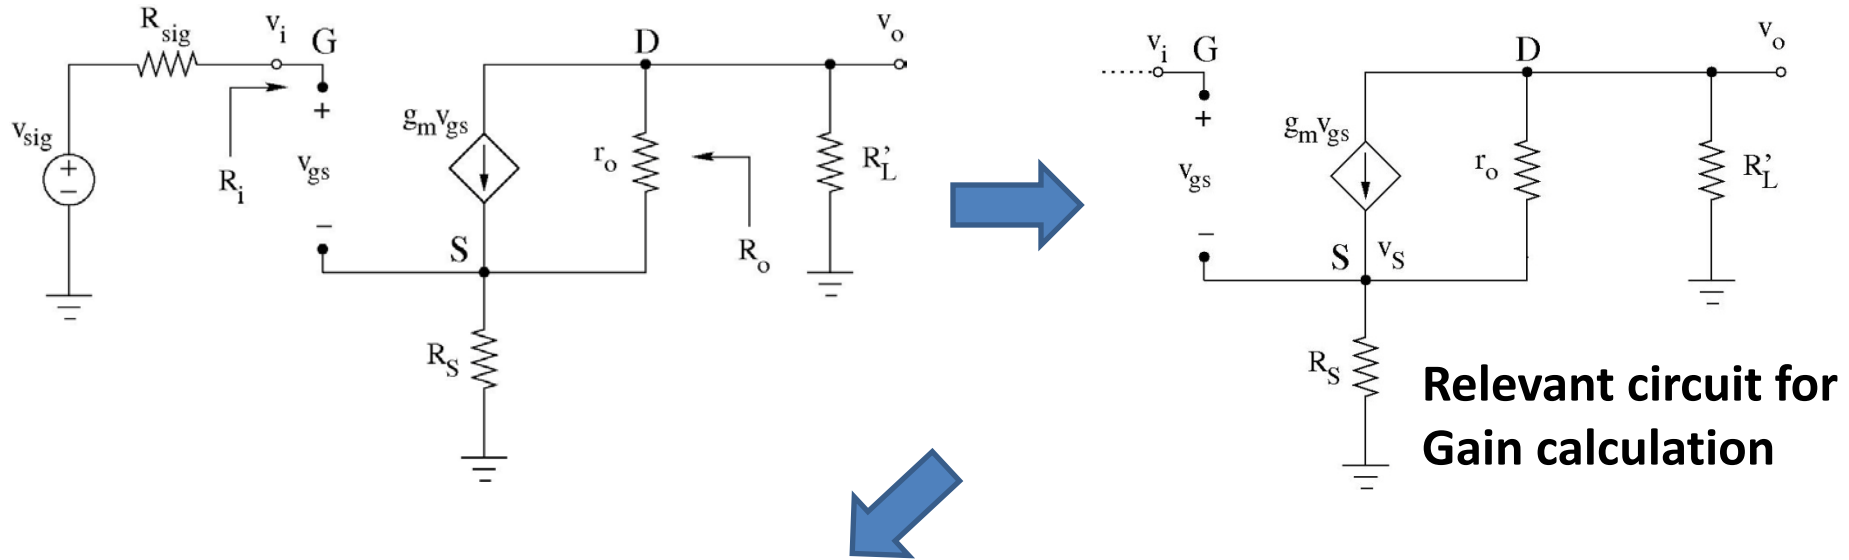 R_sig
v_i
G
D
v_o
+
v_sig
+
−
g_m v_gs
R_i
v_gs
r_o
R'_L
−
S
R_o
R_S
v_i
G
D
v_o
+
g_m v_gs
v_gs
r_o
R'_L
−
S
v_S
R_S
Relevant circuit for
Gain calculation